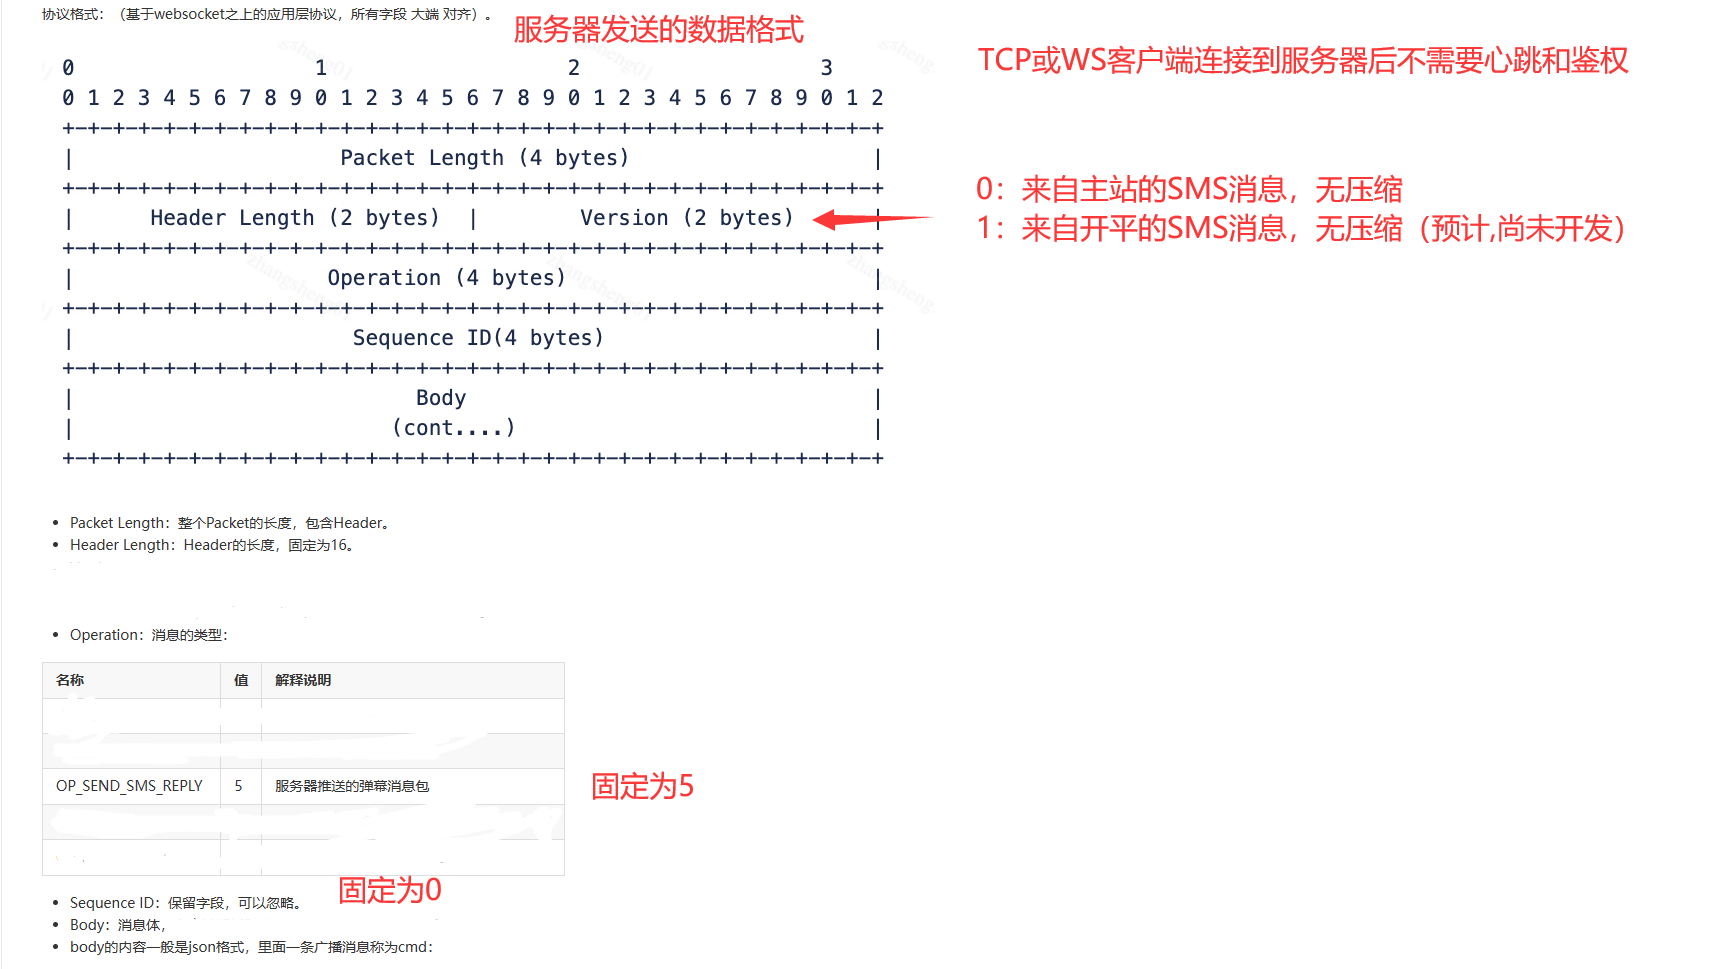 协议格式：（基于websocket之上的应用层协议，所有字段 大端 对齐）。
服务器发送的数据格式
TCP或WS客户端连接到服务器后不需要心跳和鉴权
0 1 2 3
0 1 2 3 4 5 6 7 8 9 0 1 2 3 4 5 6 7 8 9 0 1 2 3 4 5 6 7 8 9 0 1 2
+-+-+-+-+-+-+-+-+-+-+-+-+-+-+-+-+-+-+-+-+-+-+-+-+-+-+-+-+-+-+-+-+
| Packet Length (4 bytes) |
+-+-+-+-+-+-+-+-+-+-+-+-+-+-+-+-+-+-+-+-+-+-+-+-+-+-+-+-+-+-+-+-+
| Header Length (2 bytes) | Version (2 bytes) |
0：来自主站的SMS消息，无压缩
1：来自开平的SMS消息，无压缩（预计,尚未开发）
+-+-+-+-+-+-+-+-+-+-+-+-+-+-+-+-+-+-+-+-+-+-+-+-+-+-+-+-+-+-+-+-+
| Operation (4 bytes) |
zhangsheng
+-+-+-+-+-+-+-+-+-+-+-+-+-+-+-+-+-+-+-+-+-+-+-+-+-+-+-+-+-+-+-+-+
| Sequence ID(4 bytes) |
+-+-+-+-+-+-+-+-+-+-+-+-+-+-+-+-+-+-+-+-+-+-+-+-+-+-+-+-+-+-+-+-+
| Body |
| (cont....) |
+-+-+-+-+-+-+-+-+-+-+-+-+-+-+-+-+-+-+-+-+-+-+-+-+-+-+-+-+-+-+-+-+
• Packet Length：整个Packet的长度，包含Header。
• Header Length：Header的长度，固定为16。
• Operation：消息的类型：
名称 值 解释说明
OP_SEND_SMS_REPLY 5 服务器推送的弹幕消息包
固定为5
固定为0
• Sequence ID：保留字段，可以忽略。
• Body：消息体，
• body的内容一般是json格式，里面一条广播消息称为cmd：